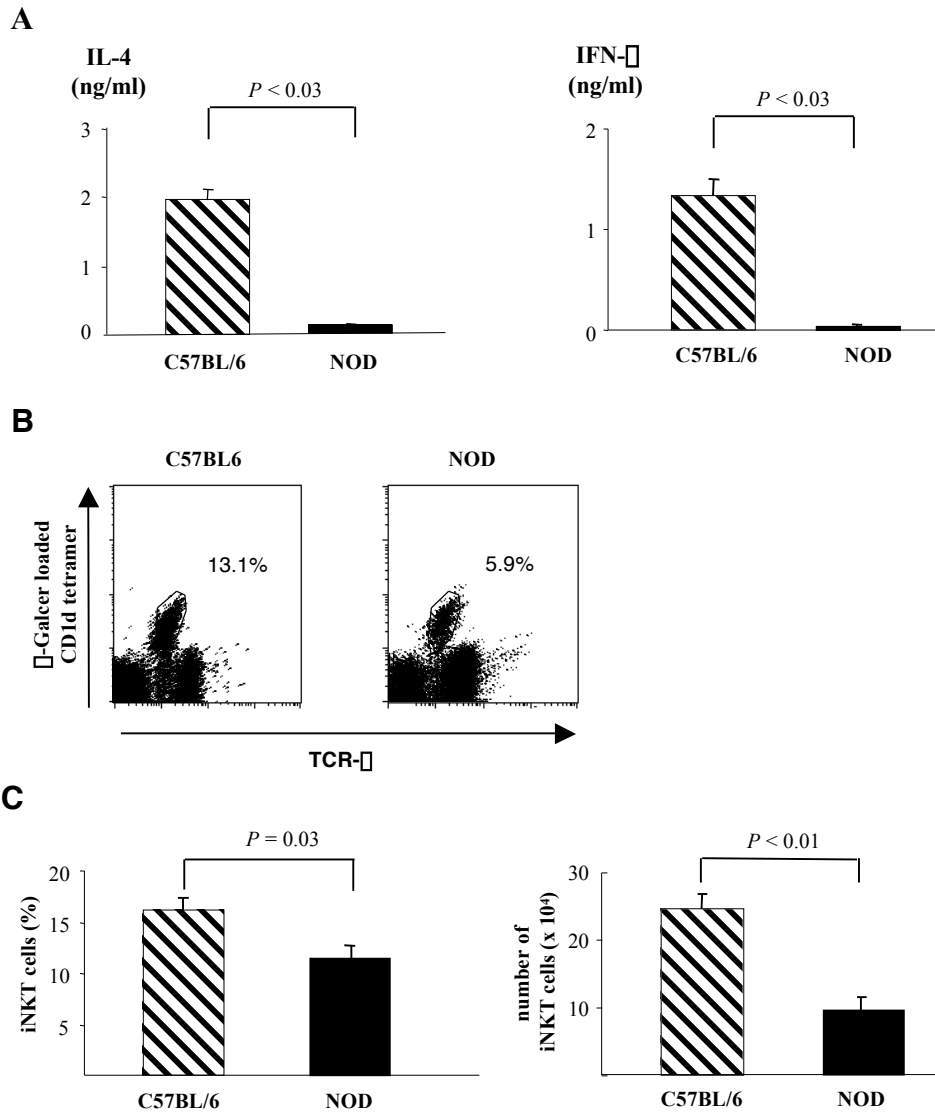 A
IL-4
(ng/ml)
P < 0.03
3
2
1
0
C57BL/6 NOD
IFN-▯
(ng/ml)
P < 0.03
2
1
0
C57BL/6 NOD
B
C57BL6 NOD
▯-Galcer loaded
CD1d tetramer
13.1%
5.9%
TCR-▯
C
P = 0.03
iNKT cells (%)
20
15
10
5
C57BL/6 NOD
P < 0.01
number of
iNKT cells (x 10⁴)
30
20
10
C57BL/6 NOD